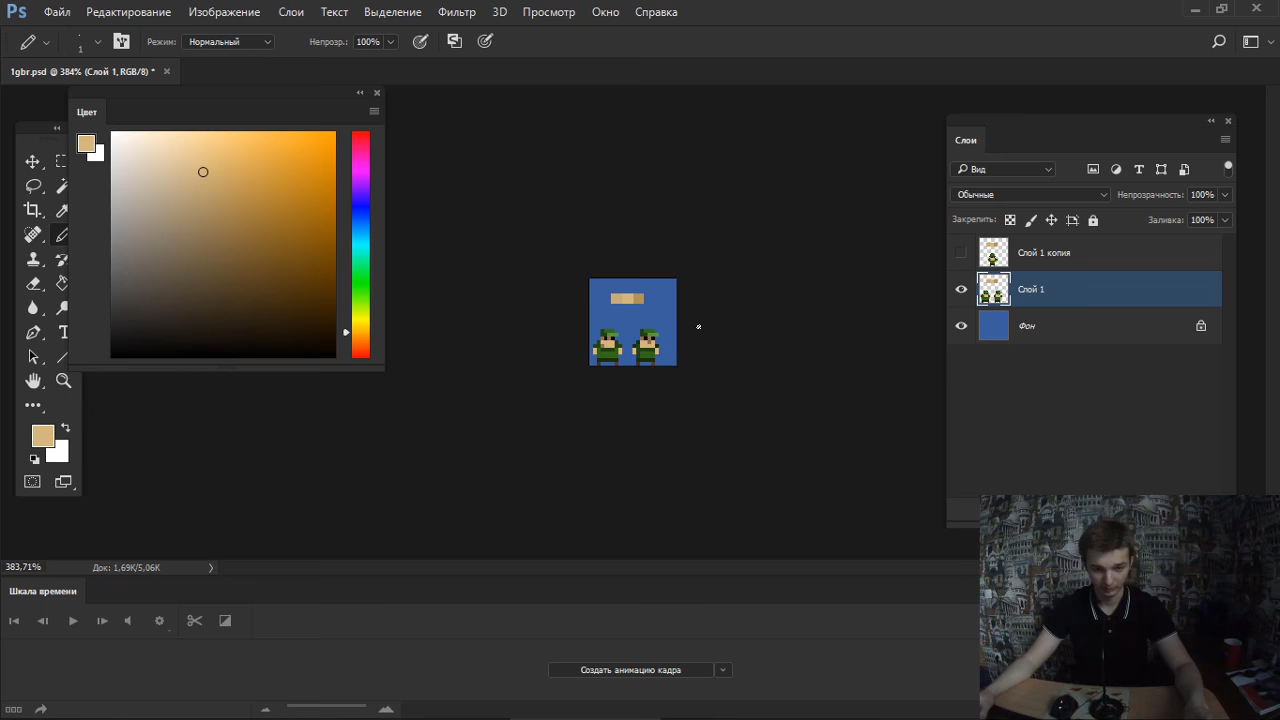 Ps Файл Редактирование Изображение Слои Текст Выделение Фильтр 3D Просмотр Окно Справка
1 Режим: Нормальный Непрозр.: 100%
1gbr.psd @ 384% (Слой 1, RGB/8) *
Цвет
Слои
Вид
Обычные Непрозрачность: 100%
Закрепить: Заливка: 100%
Слой 1 копия
Слой 1
Фон
T
383,71% Док: 1,69K/5,06K
Шкала времени
Создать анимацию кадра